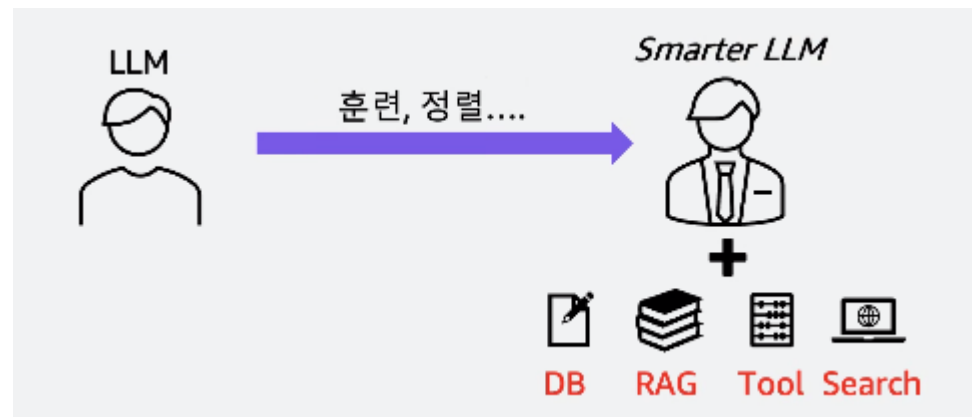 LLM
Smarter LLM
훈련, 정렬....
DB RAG Tool Search